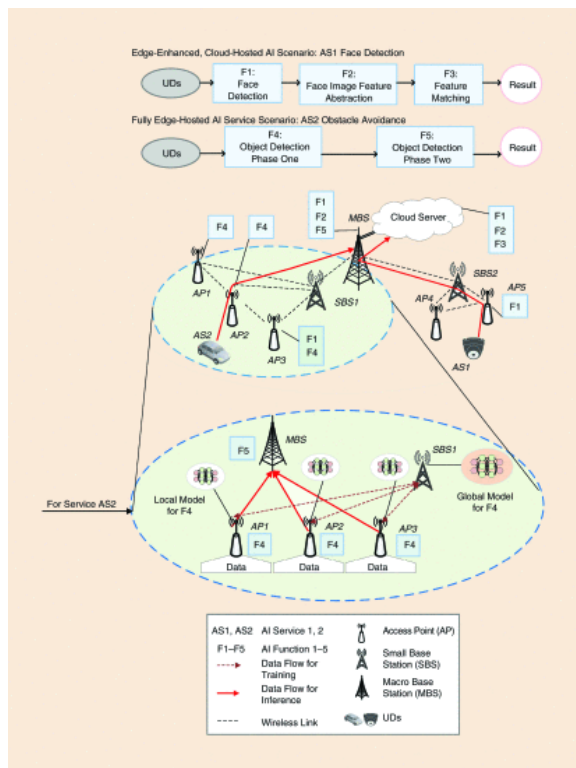 Edge-Enhanced, Cloud-Hosted AI Scenario: AS1 Face Detection
UDs
F1:
Face
Detection
F2:
Face Image Feature
Abstraction
F3:
Feature
Matching
Result
Fully Edge-Hosted AI Service Scenario: AS2 Obstacle Avoidance
UDs
F4:
Object Detection
Phase One
F5:
Object Detection
Phase Two
Result
F4
F4
F1
F2
F5
MBS
Cloud Server
F1
F2
F3
AP1
AP2
SBS1
SBS2
AP4
AP5
F1
AS2
AP3
F1
F4
AS1
For Service AS2
F5
MBS
SBS1
Local Model
for F4
Global Model
for F4
AP1
F4
Data
AP2
F4
Data
AP3
F4
Data
AS1, AS2 AI Service 1, 2
F1–F5 AI Function 1–5
Data Flow for
Training
Data Flow for
Inference
Wireless Link
Access Point (AP)
Small Base
Station (SBS)
Macro Base
Station (MBS)
UDs